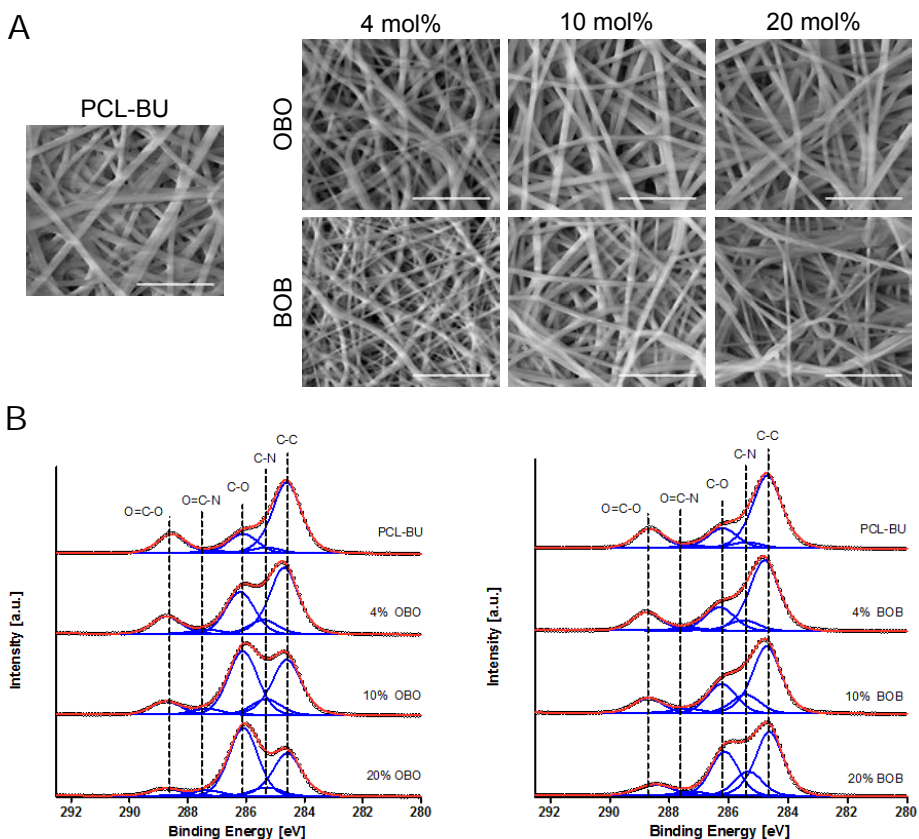 A
4 mol%
10 mol%
20 mol%
PCL-BU
OBO
BOB
B
O=C-O
O=C-N
C-O
C-N
C-C
PCL-BU
4% OBO
10% OBO
20% OBO
Intensity [a.u.]
292 290 288 286 284 282 280
Binding Energy [eV]
O=C-O
O=C-N
C-O
C-N
C-C
PCL-BU
4% BOB
10% BOB
20% BOB
Intensity [a.u.]
292 290 288 286 284 282 280
Binding Energy [eV]